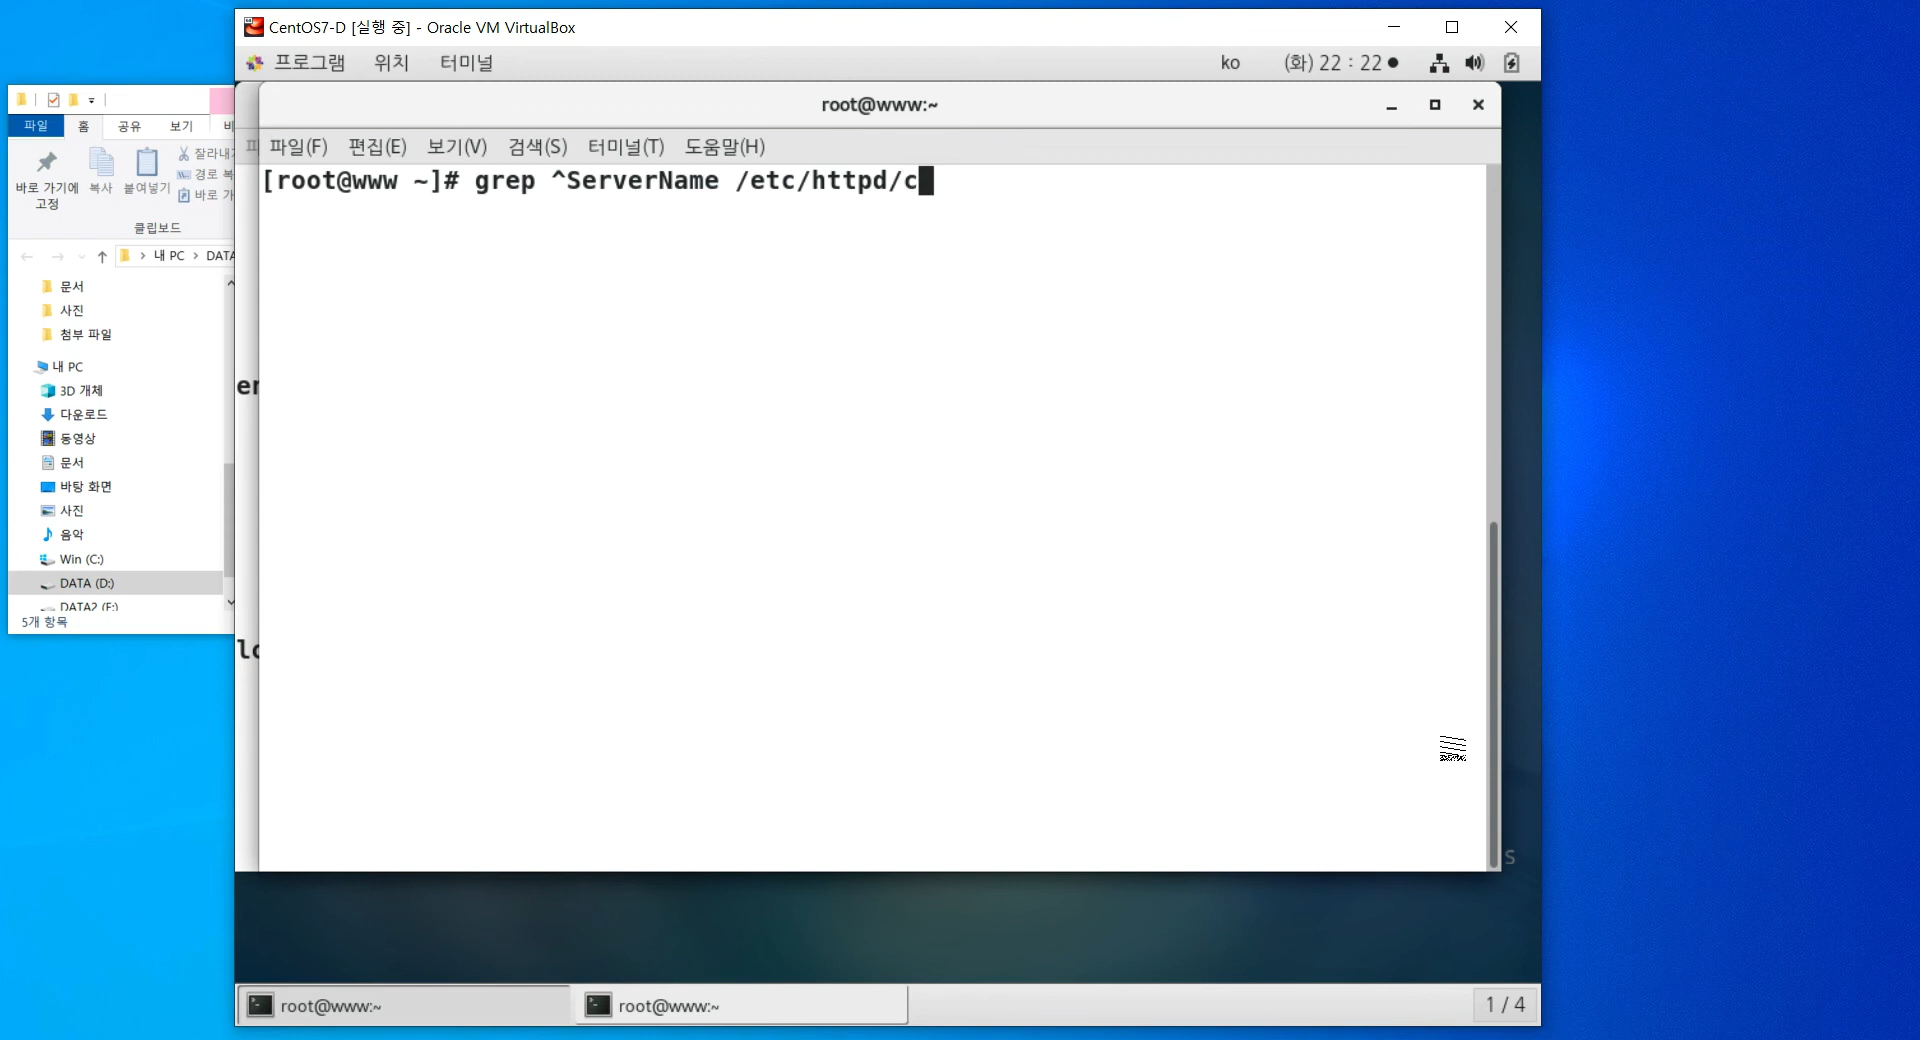 CentOS7-D [실행 중] - Oracle VM VirtualBox
프로그램 위치 터미널 ko (화) 22 : 22
root@www:~
파일(F) 편집(E) 보기(V) 검색(S) 터미널(T) 도움말(H)
[root@www ~]# grep ^ServerName /etc/httpd/c
파일 홈 공유 보기
바로 가기에 고정
복사
붙여넣기
잘라내
경로 복
바로 가
클립보드
내 PC > DATA
문서
사진
첨부 파일
내 PC
3D 개체
다운로드
동영상
문서
바탕 화면
사진
음악
Win (C:)
DATA (D:)
5개 항목
er
lo
s
root@www:~ root@www:~ 1 / 4